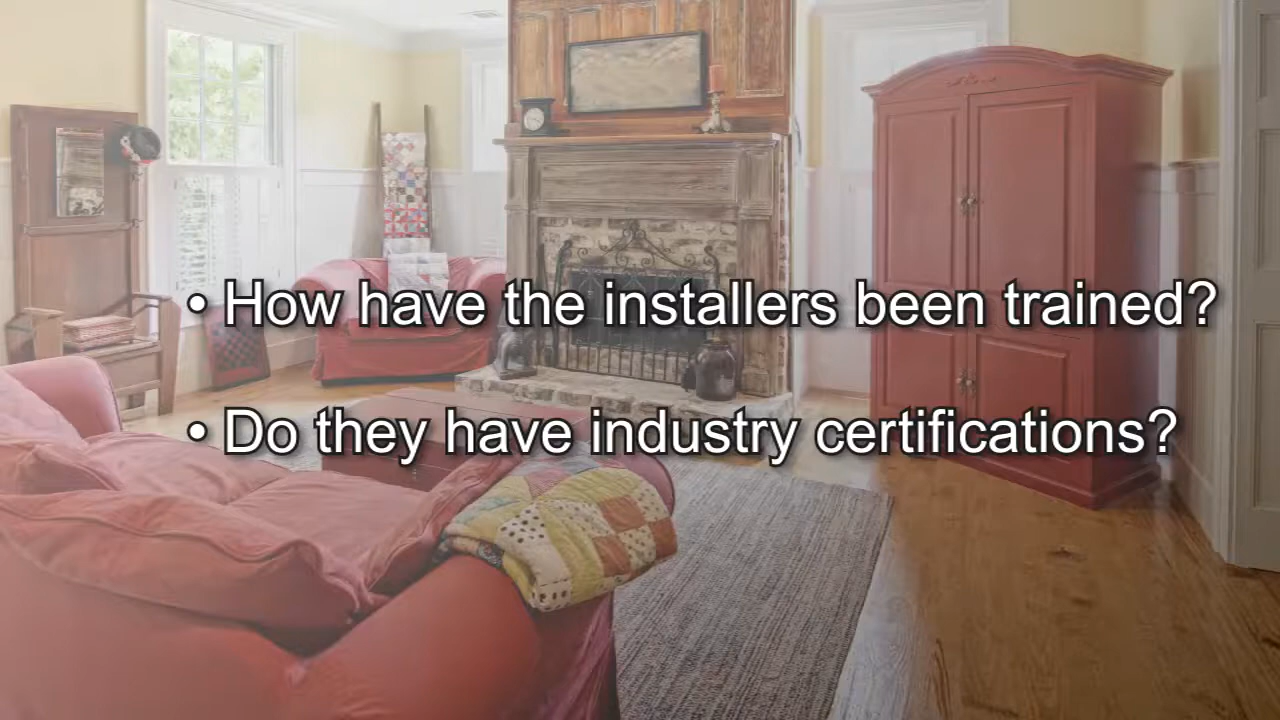 • How have the installers been trained?
• Do they have industry certifications?